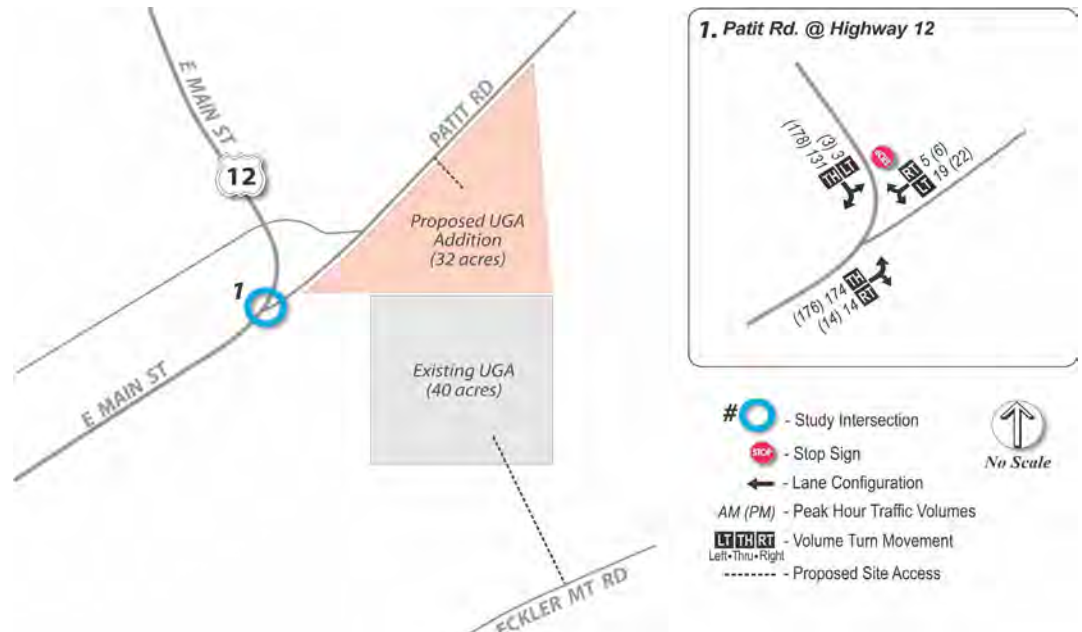 E MAIN ST
12
PATIT RD
Proposed UGA
Addition
(32 acres)
1
E MAIN ST
Existing UGA
(40 acres)
ECKLER MT RD
1. Patit Rd. @ Highway 12
(3) 3 LT
(178) 131 TH
STOP
RT 5 (6)
LT 19 (22)
(176) 174 TH
(14) 14 RT
# - Study Intersection
STOP - Stop Sign
- Lane Configuration
AM (PM) - Peak Hour Traffic Volumes
LT TH RT - Volume Turn Movement
Left•Thru•Right
- Proposed Site Access
No Scale